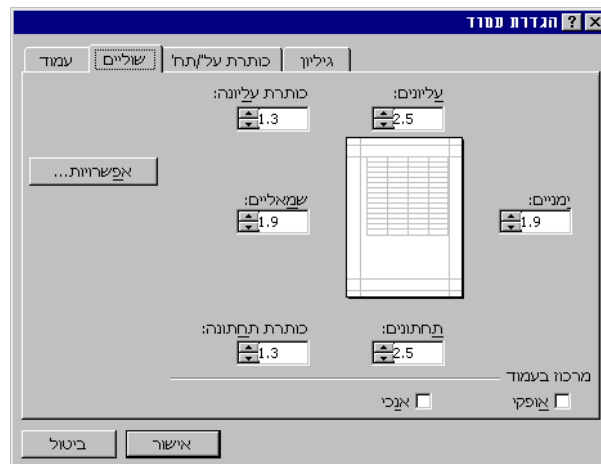 הגדרת עמוד
עמוד שוליים כותרת על'/תח' גיליון
עליונים: כותרת עליונה:
2.5 1.3
אפשרויות...
ימניים: שמאליים:
1.9 1.9
תחתונים: כותרת תחתונה:
2.5 1.3
מרכוז בעמוד
אופקי אנכי
אישור ביטול